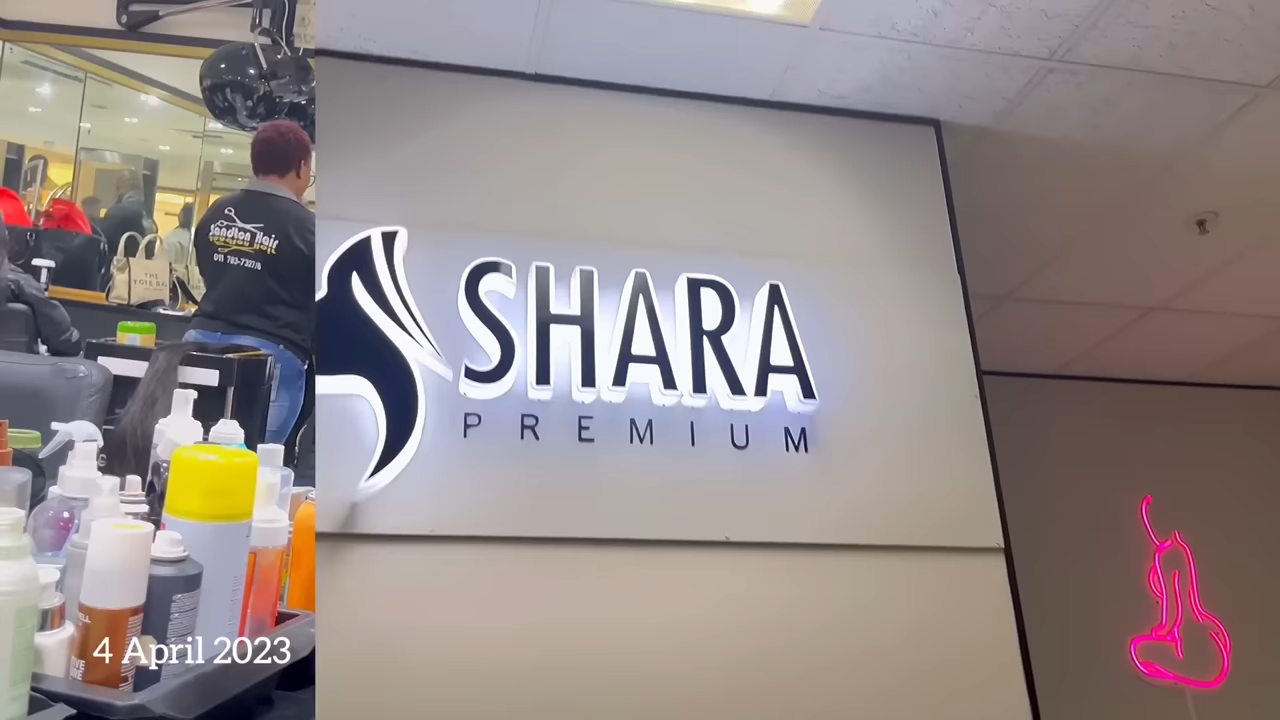 Sandton Hair
011 783-7327/8
THE
TOTE BAG
SHARA
PREMIUM
4 April 2023